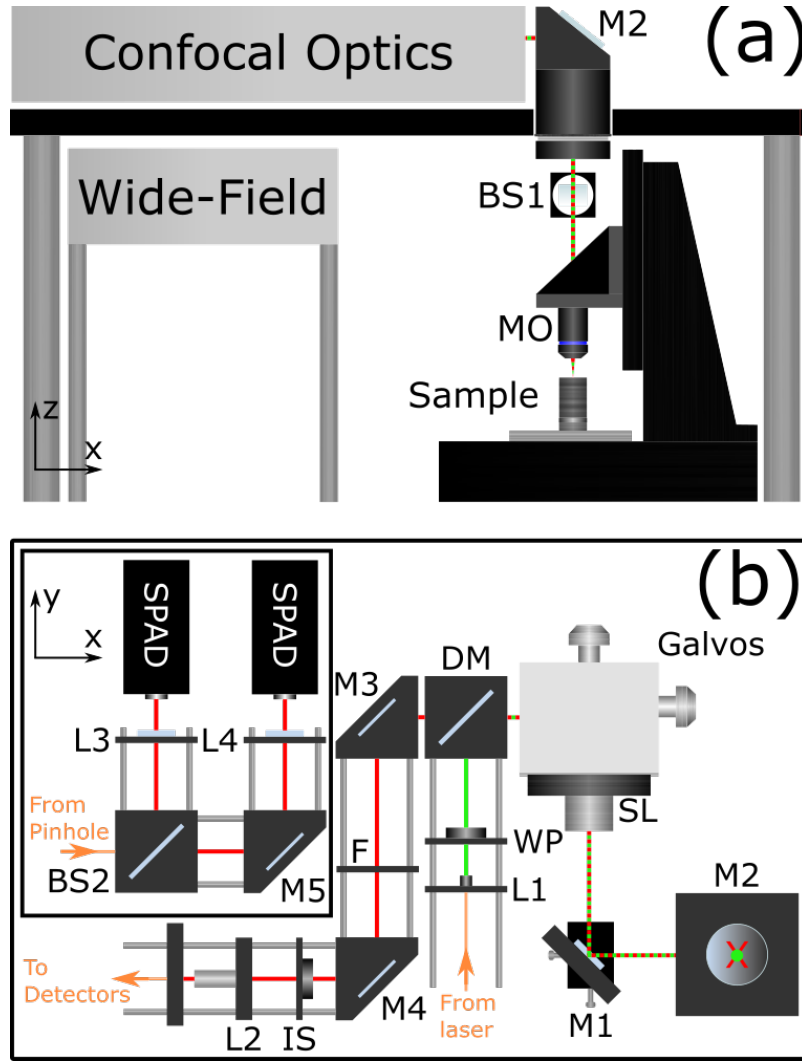 (a)
M2
Confocal Optics
Wide-Field
BS1
MO
Sample
z
x
(b)
SPAD
SPAD
y
x
Galvos
DM
M3
L3
L4
From
Pinhole
SL
WP
F
BS2
M5
L1
M2
To
Detectors
M4
From
laser
L2
IS
M1